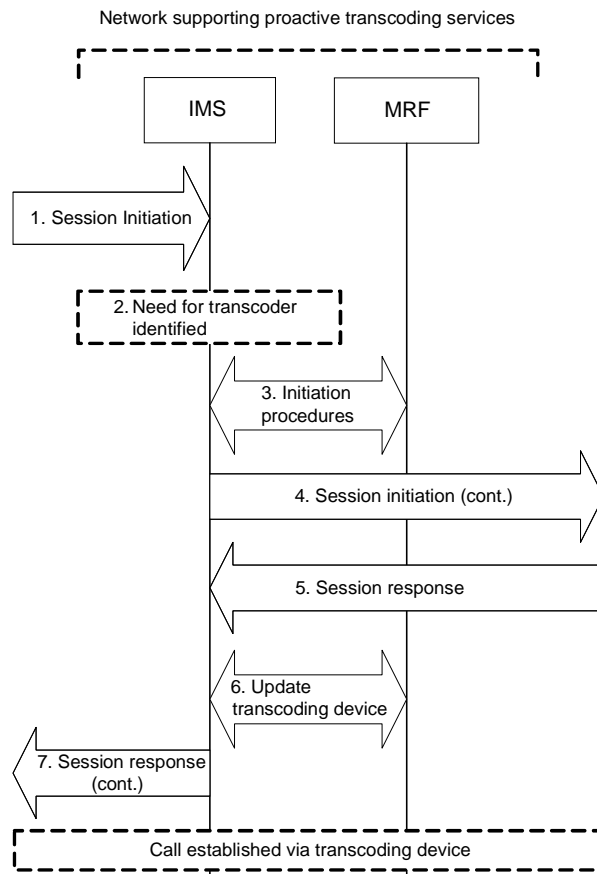 Network supporting proactive transcoding services
IMS
MRF
1. Session Initiation
2. Need for transcoder
identified
3. Initiation
procedures
4. Session initiation (cont.)
5. Session response
6. Update
transcoding device
7. Session response
(cont.)
Call established via transcoding device